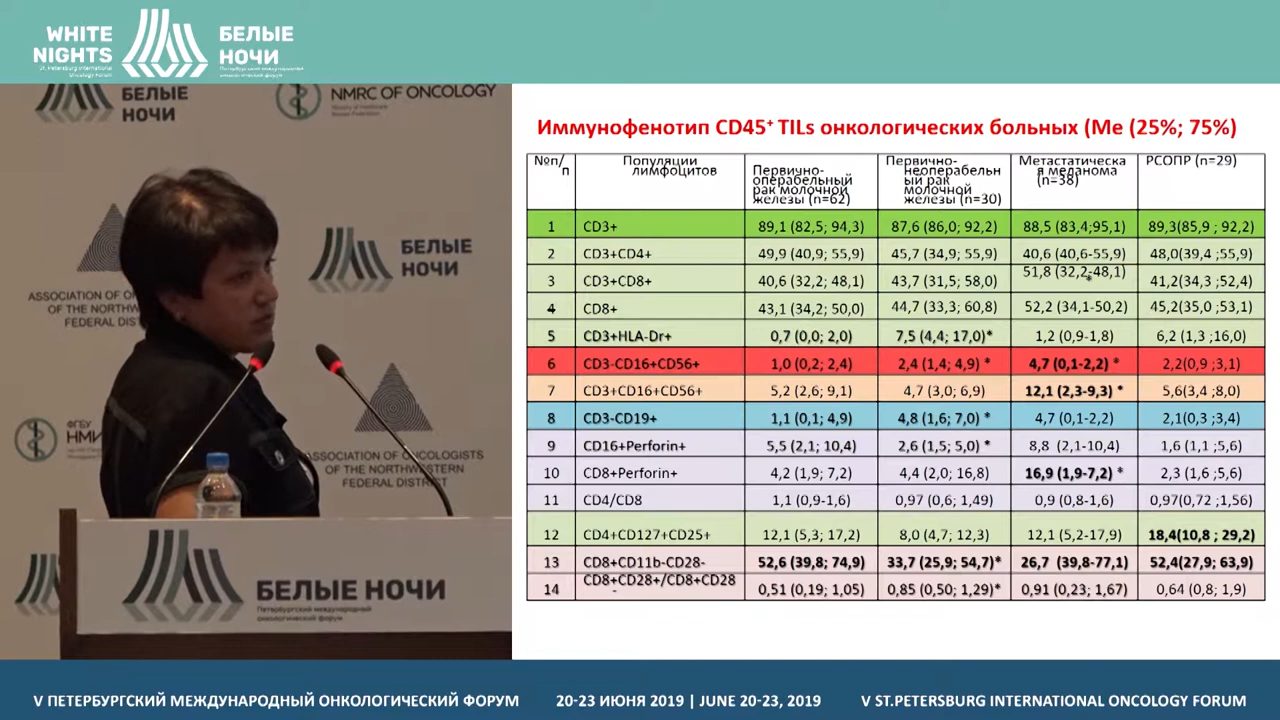 WHITE NIGHTS
St. Petersburg International Oncology Forum
БЕЛЫЕ НОЧИ
Петербургский международный онкологический форум
БЕЛЫЕ НОЧИ
NMRC OF ONCOLOGY
БЕЛЫЕ НОЧИ
ASSOCIATION OF
OF THE NORTHW
FEDERAL DIST
ФГБУ
НМИ
ASSOCIATION OF ONCOLOGISTS
OF THE NORTHWESTERN
FEDERAL DISTRICT
БЕЛЫЕ НОЧИ
Петербургский международный
онкологический форум
Иммунофенотип CD45+ TILs онкологических больных (Me (25%; 75%)
№п/п Популяции лимфоцитов Первично-операбельный рак молочной железы (n=62) Первично-неоперабельный рак молочной железы (n=30) Метастатическая меланома (n=38) РСОПР (n=29)
1 CD3+ 89,1 (82,5; 94,3) 87,6 (86,0; 92,2) 88,5 (83,4;95,1) 89,3(85,9 ; 92,2)
2 CD3+CD4+ 49,9 (40,9; 55,9) 45,7 (34,9; 55,9) 40,6 (40,6-55,9) 48,0(39,4 ;55,9)
3 CD3+CD8+ 40,6 (32,2; 48,1) 43,7 (31,5; 58,0) 51,8 (32,2-48,1) * 41,2(34,3 ;52,4)
4 CD8+ 43,1 (34,2; 50,0) 44,7 (33,3; 60,8) 52,2 (34,1-50,2) 45,2(35,0 ;53,1)
5 CD3+HLA-Dr+ 0,7 (0,0; 2,0) 7,5 (4,4; 17,0)* 1,2 (0,9-1,8) 6,2 (1,3 ;16,0)
6 CD3-CD16+CD56+ 1,0 (0,2; 2,4) 2,4 (1,4; 4,9) * 4,7 (0,1-2,2) * 2,2(0,9 ;3,1)
7 CD3+CD16+CD56+ 5,2 (2,6; 9,1) 4,7 (3,0; 6,9) 12,1 (2,3-9,3) * 5,6(3,4 ;8,0)
8 CD3-CD19+ 1,1 (0,1; 4,9) 4,8 (1,6; 7,0) * 4,7 (0,1-2,2) 2,1(0,3 ;3,4)
9 CD16+Perforin+ 5,5 (2,1; 10,4) 2,6 (1,5; 5,0) * 8,8 (2,1-10,4) 1,6 (1,1 ;5,6)
10 CD8+Perforin+ 4,2 (1,9; 7,2) 4,4 (2,0; 16,8) 16,9 (1,9-7,2) * 2,3 (1,6 ;5,6)
11 CD4/CD8 1,1 (0,9-1,6) 0,97 (0,6; 1,49) 0,9 (0,8-1,6) 0,97(0,72 ;1,56)
12 CD4+CD127+CD25+ 12,1 (5,3; 17,2) 8,0 (4,7; 12,3) 12,1 (5,2-17,9) 18,4(10,8 ; 29,2)
13 CD8+CD11b-CD28- 52,6 (39,8; 74,9) 33,7 (25,9; 54,7)* 26,7 (39,8-77,1) 52,4(27,9; 63,9)
14 CD8+CD28+/CD8+CD28- 0,51 (0,19; 1,05) 0,85 (0,50; 1,29)* 0,91 (0,23; 1,67) 0,64 (0,8; 1,9)
V ПЕТЕРБУРГСКИЙ МЕЖДУНАРОДНЫЙ ОНКОЛОГИЧЕСКИЙ ФОРУМ 20-23 ИЮНЯ 2019 | JUNE 20-23, 2019 V ST.PETERSBURG INTERNATIONAL ONCOLOGY FORUM